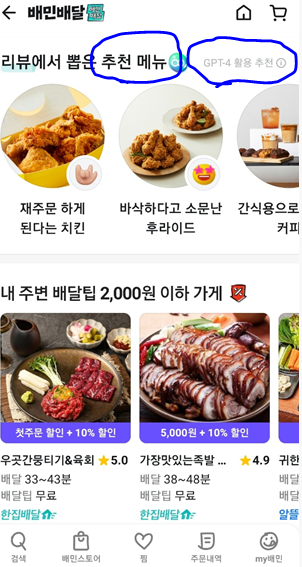 배민배달
리뷰에서 뽑은 추천 메뉴
GPT-4 활용 추천
재주문 하게
된다는 치킨
바삭하다고 소문난
후라이드
간식용으로
커피
내 주변 배달팁 2,000원 이하 가게
첫주문 할인 + 10% 할인
5,000원 + 10% 할인
우곳간뭉티기&육회 5.0
배달 33~43분
배달팁 무료
한집배달
가장맛있는족발 ... 4.9
배달 38~48분
배달팁 무료
한집배달
귀한
배달
배달팁
알뜰
검색
배민스토어
찜
주문내역
my배민